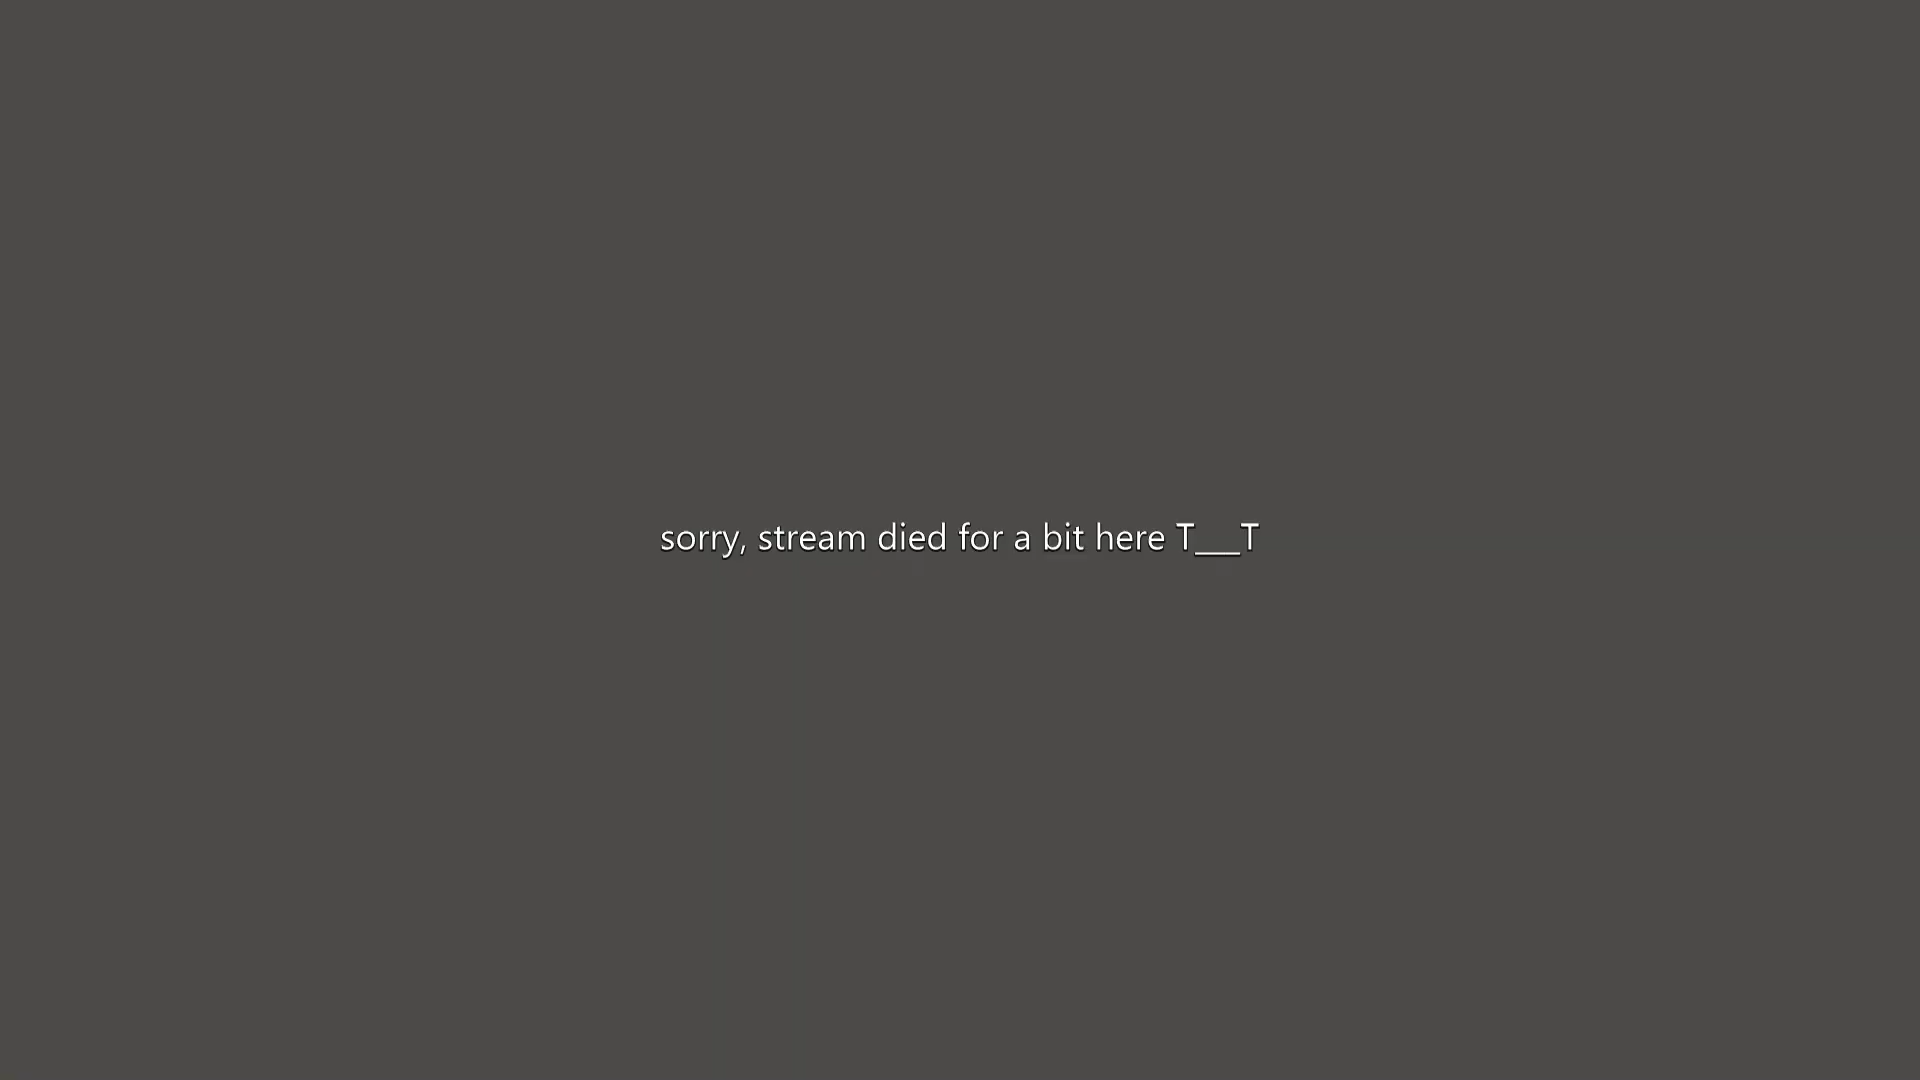 sorry, stream died for a bit here T___T